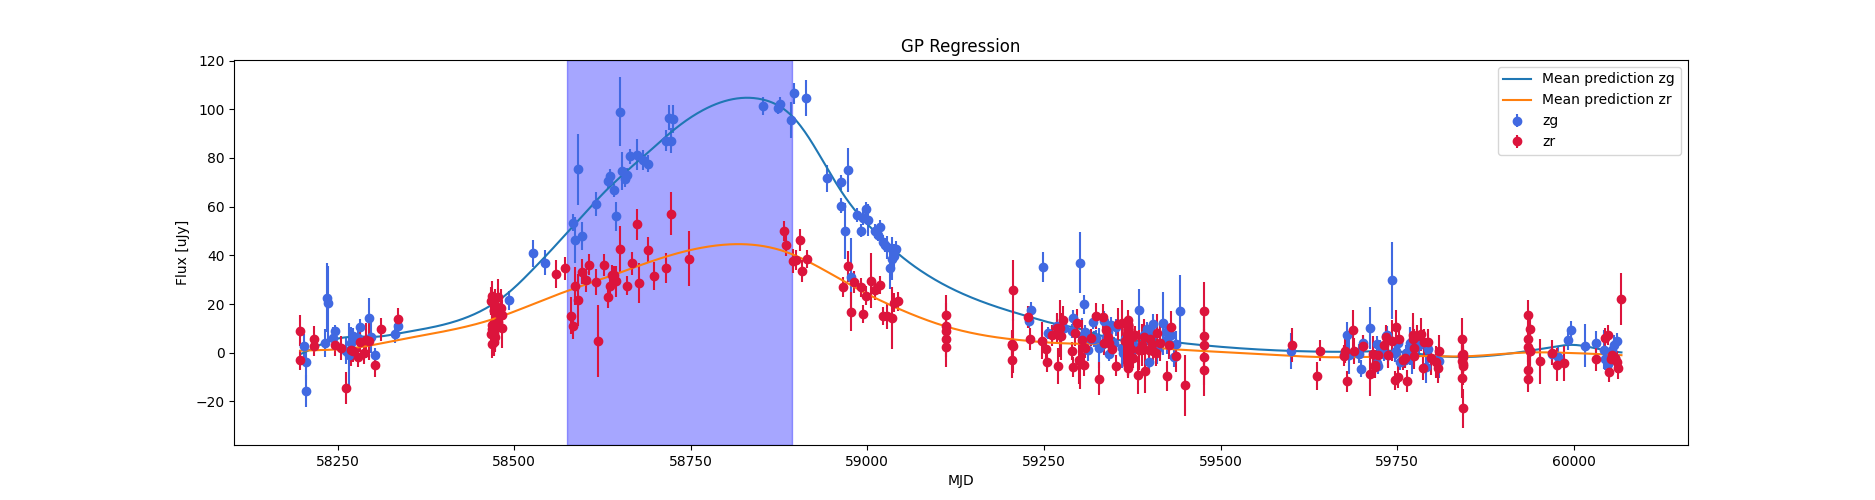 GP Regression
120
100
80
60
40
20
0
−20
Flux [uJy]
58250
58500
58750
59000
59250
59500
59750
60000
MJD
Mean prediction zg
Mean prediction zr
zg
zr